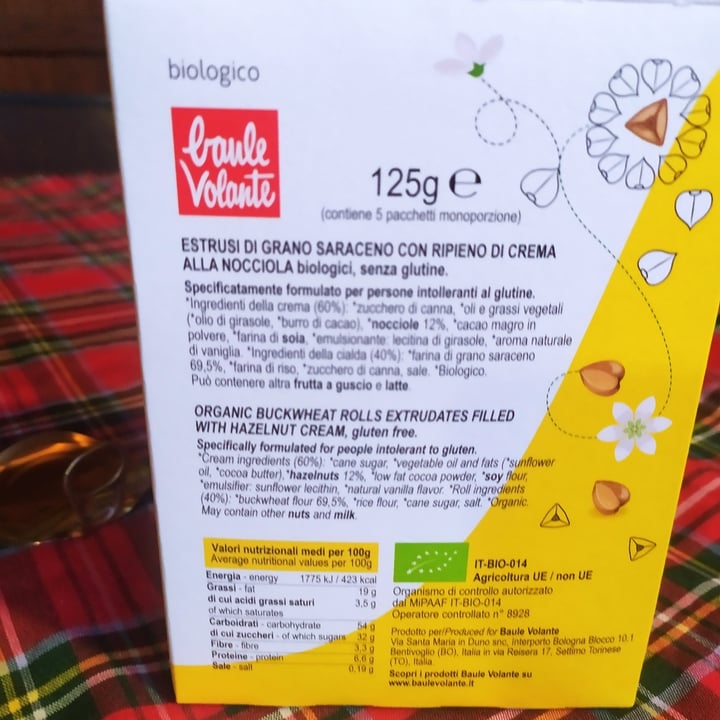 biologico
baule
Volante
125g e
(contiene 5 pacchetti monoporzione)
ESTRUSI DI GRANO SARACENO CON RIPIENO DI CREMA
ALLA NOCCIOLA biologici, senza glutine.
Specificatamente formulato per persone intolleranti al glutine.
*Ingredienti della crema (60%): *zucchero di canna, *oli e grassi vegetali
(*olio di girasole, *burro di cacao), *nocciole 12%, *cacao magro in
polvere, *farina di soia, *emulsionante: lecitina di girasole, *aroma naturale
di vaniglia. *Ingredienti della cialda (40%): *farina di grano saraceno
69,5%, *farina di riso, *zucchero di canna, sale. *Biologico.
Può contenere altra frutta a guscio e latte.
ORGANIC BUCKWHEAT ROLLS EXTRUDATES FILLED
WITH HAZELNUT CREAM, gluten free.
Specifically formulated for people intolerant to gluten.
*Cream ingredients (60%): *cane sugar, *vegetable oil and fats (*sunflower
oil, *cocoa butter), *hazelnuts 12%, *low fat cocoa powder, *soy flour,
*emulsifier: sunflower lecithin, *natural vanilla flavor. *Roll ingredients
(40%): *buckwheat flour 69,5%, *rice flour, *cane sugar, salt. *Organic.
May contain other nuts and milk.
Valori nutrizionali medi per 100g
Average nutritional values per 100g
Energia - energy 1775 kJ / 423 kcal
Grassi - fat 19 g
di cui acidi grassi saturi 3,5 g
of which saturates
Carboidrati - carbohydrate 54 g
di cui zuccheri - of which sugars 32 g
Fibre - fibre 3,3 g
Proteine - protein 6,6 g
Sale - salt 0,19 g
IT-BIO-014
Agricoltura UE / non UE
Organismo di controllo autorizzato
dal MiPAAF IT-BIO-014
Operatore controllato n° 8928
Prodotto per/Produced for Baule Volante
Via Santa Maria in Duno snc, Interporto Bologna Blocco 10.1
Bentivoglio (BO), Italia in via Reisera 17, Settimo Torinese
(TO), Italia.
Scopri i prodotti Baule Volante su
www.baulevolante.it